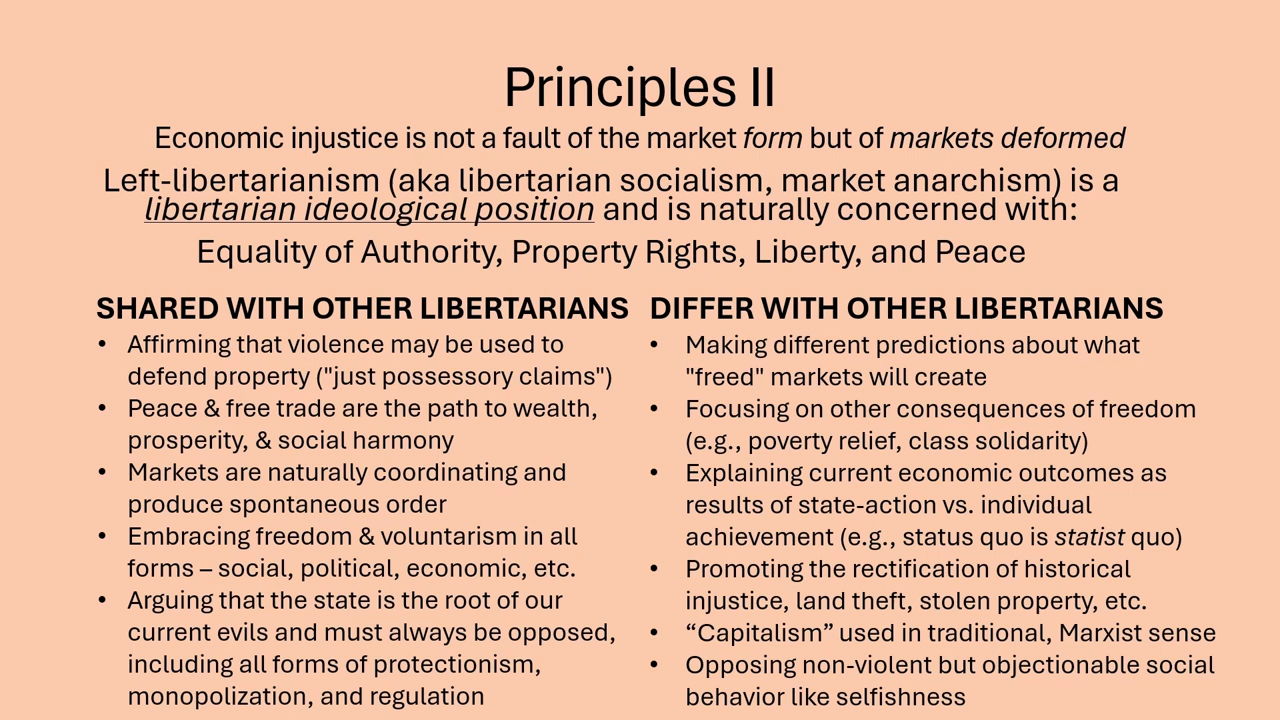 Principles II
Economic injustice is not a fault of the market form but of markets deformed
Left-libertarianism (aka libertarian socialism, market anarchism) is a
libertarian ideological position and is naturally concerned with:
Equality of Authority, Property Rights, Liberty, and Peace
SHARED WITH OTHER LIBERTARIANS
• Affirming that violence may be used to
defend property ("just possessory claims")
• Peace & free trade are the path to wealth,
prosperity, & social harmony
• Markets are naturally coordinating and
produce spontaneous order
• Embracing freedom & voluntarism in all
forms – social, political, economic, etc.
• Arguing that the state is the root of our
current evils and must always be opposed,
including all forms of protectionism,
monopolization, and regulation
DIFFER WITH OTHER LIBERTARIANS
• Making different predictions about what
"freed" markets will create
• Focusing on other consequences of freedom
(e.g., poverty relief, class solidarity)
• Explaining current economic outcomes as
results of state-action vs. individual
achievement (e.g., status quo is statist quo)
• Promoting the rectification of historical
injustice, land theft, stolen property, etc.
• “Capitalism” used in traditional, Marxist sense
• Opposing non-violent but objectionable social
behavior like selfishness